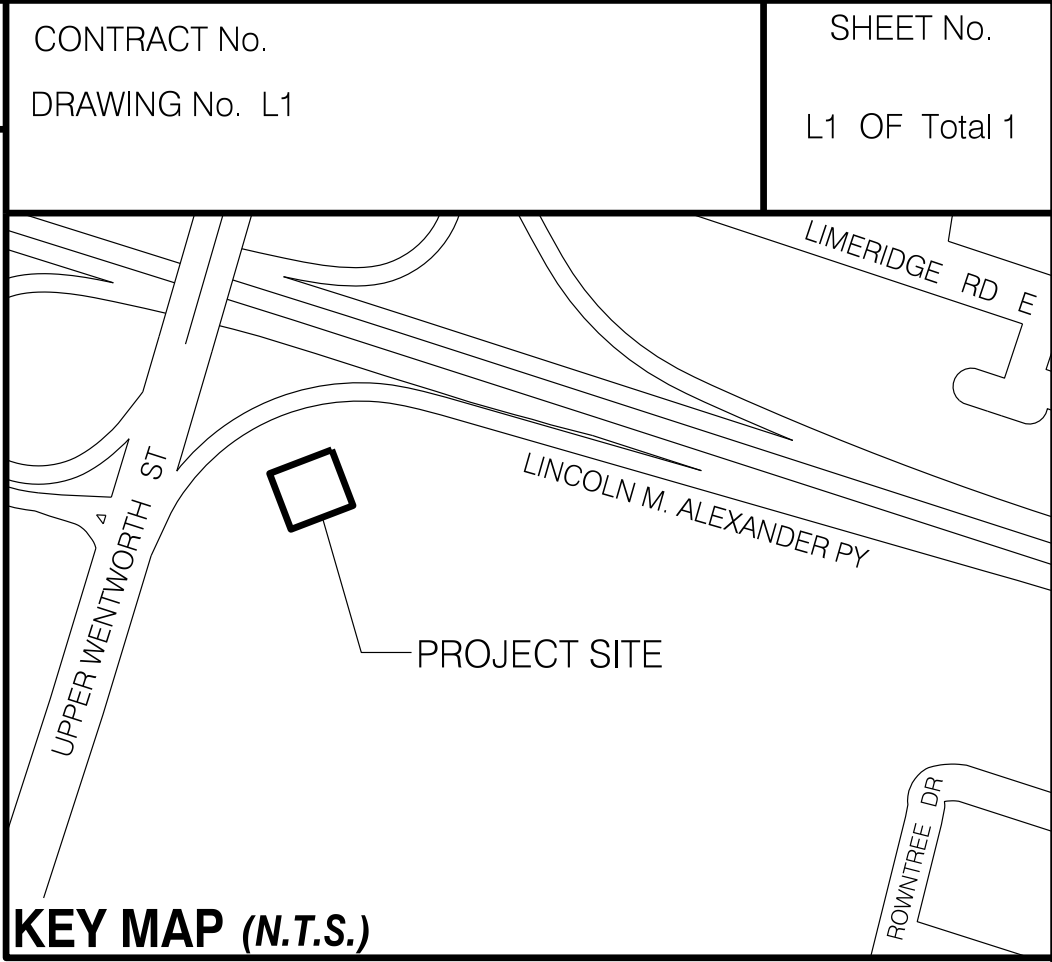 CONTRACT No.
DRAWING No. L1
SHEET No.
L1 OF Total 1
LIMERIDGE RD E
LINCOLN M. ALEXANDER PY
UPPER WENTWORTH ST
PROJECT SITE
ROWNTREE DR
KEY MAP (N.T.S.)